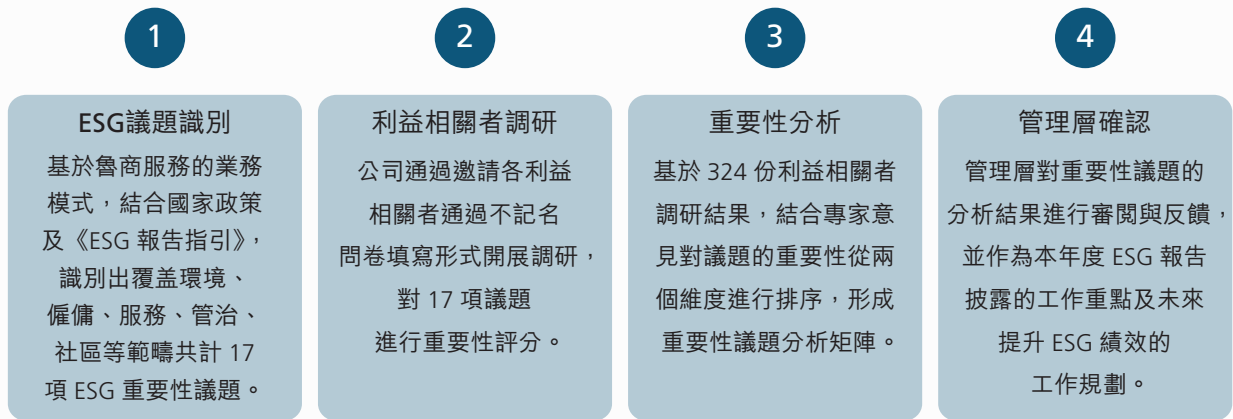 1
ESG議題識別
基於魯商服務的業務
模式，結合國家政策
及《ESG 報告指引》，
識別出覆蓋環境、
僱傭、服務、管治、
社區等範疇共計 17
項 ESG 重要性議題。
2
利益相關者調研
公司通過邀請各利益
相關者通過不記名
問卷填寫形式開展調研，
對 17 項議題
進行重要性評分。
3
重要性分析
基於 324 份利益相關者
調研結果，結合專家意
見對議題的重要性從兩
個維度進行排序，形成
重要性議題分析矩陣。
4
管理層確認
管理層對重要性議題的
分析結果進行審閱與反饋，
並作為本年度 ESG 報告
披露的工作重點及未來
提升 ESG 績效的
工作規劃。